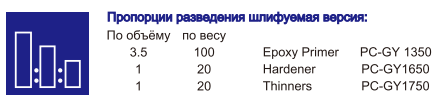 Пропорции разведения шлифуемая версия:
По объёму по весу
3.5 100 Epoxy Primer PC-GY 1350
1 20 Hardener PC-GY1650
1 20 Thinners PC-GY1750